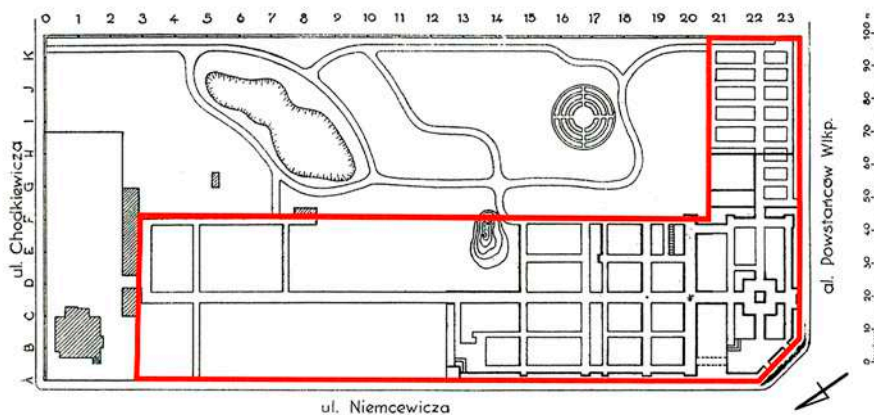 0 1 2 3 4 5 6 7 8 9 10 11 12 13 14 15 16 17 18 19 20 21 22 23
K
J
I
H
G
F
E
D
C
B
A
ul. Chodkiewicza
al. Powstańców Wlkp.
100 m
90
80
70
60
50
40
30
20
10
0
ul. Niemcewicza